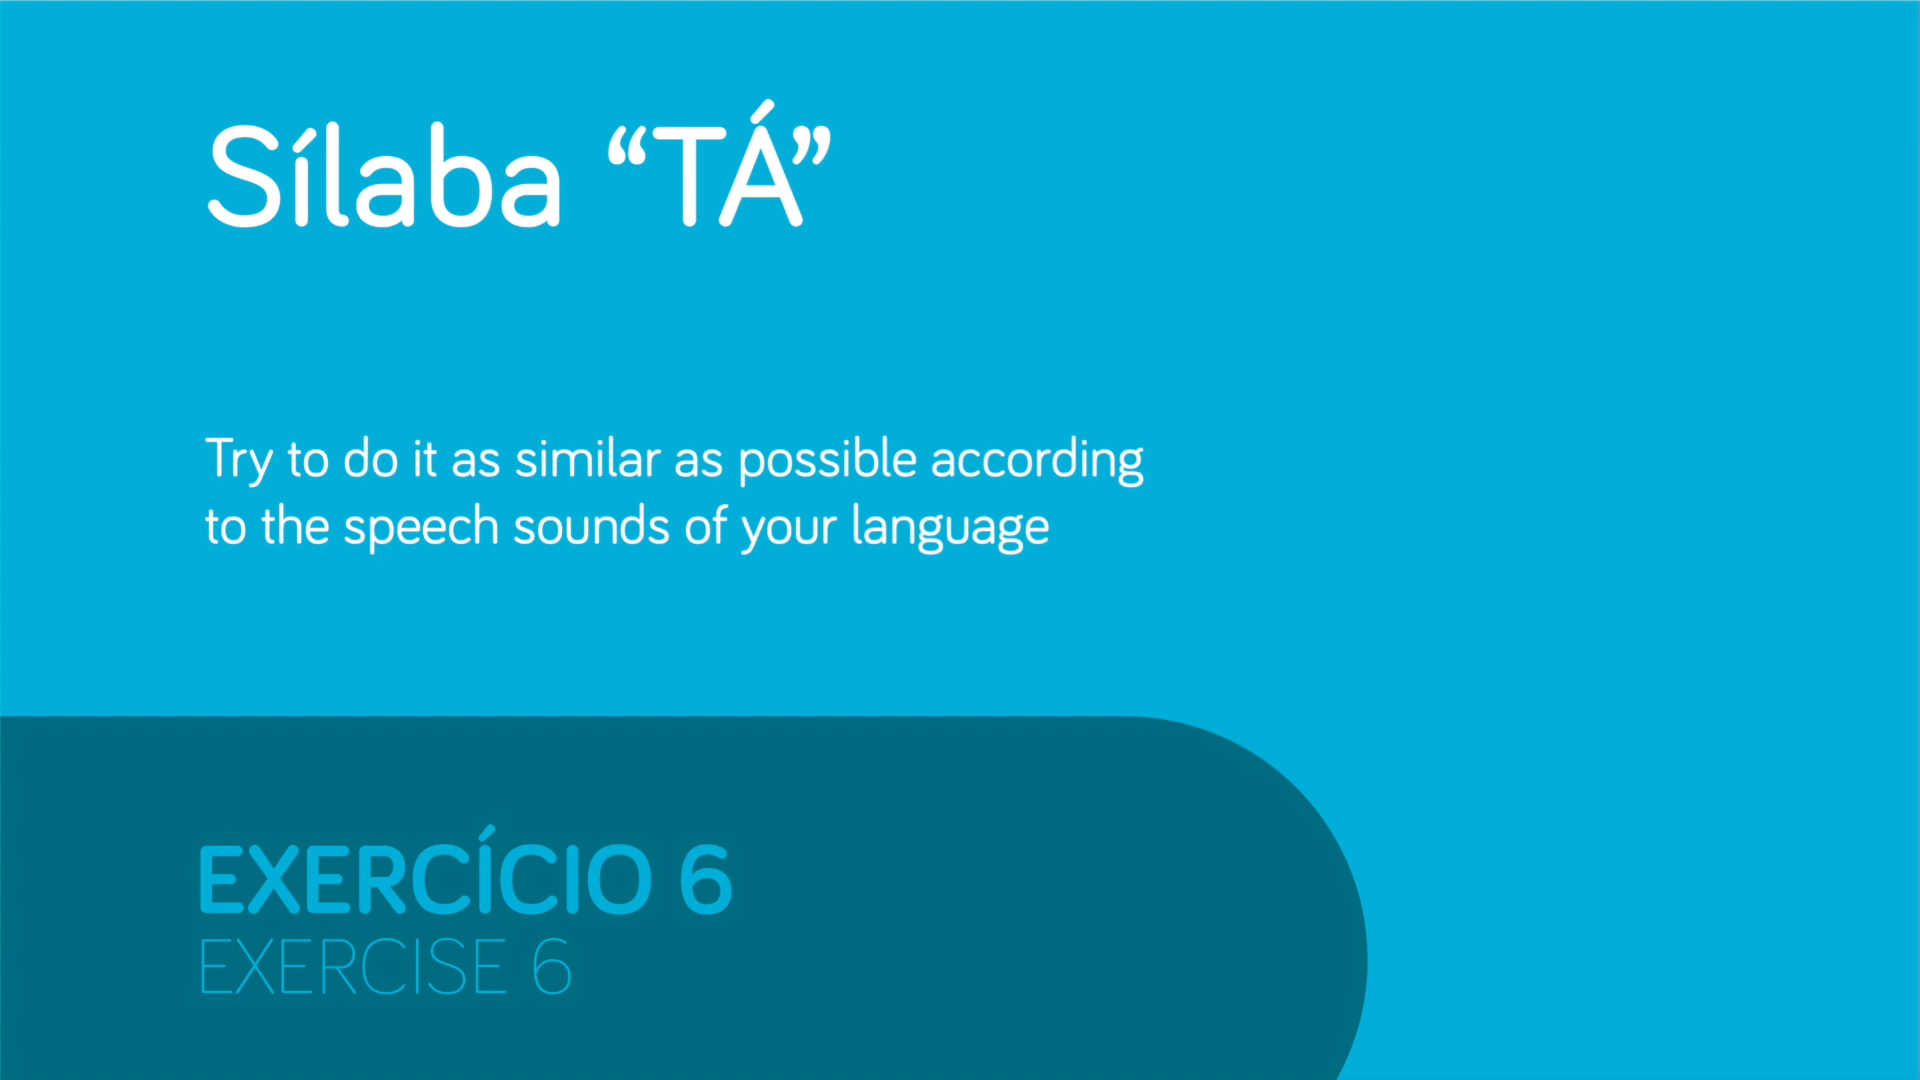 Sílaba “TÁ”
Try to do it as similar as possible according
to the speech sounds of your language
EXERCÍCIO 6
EXERCISE 6